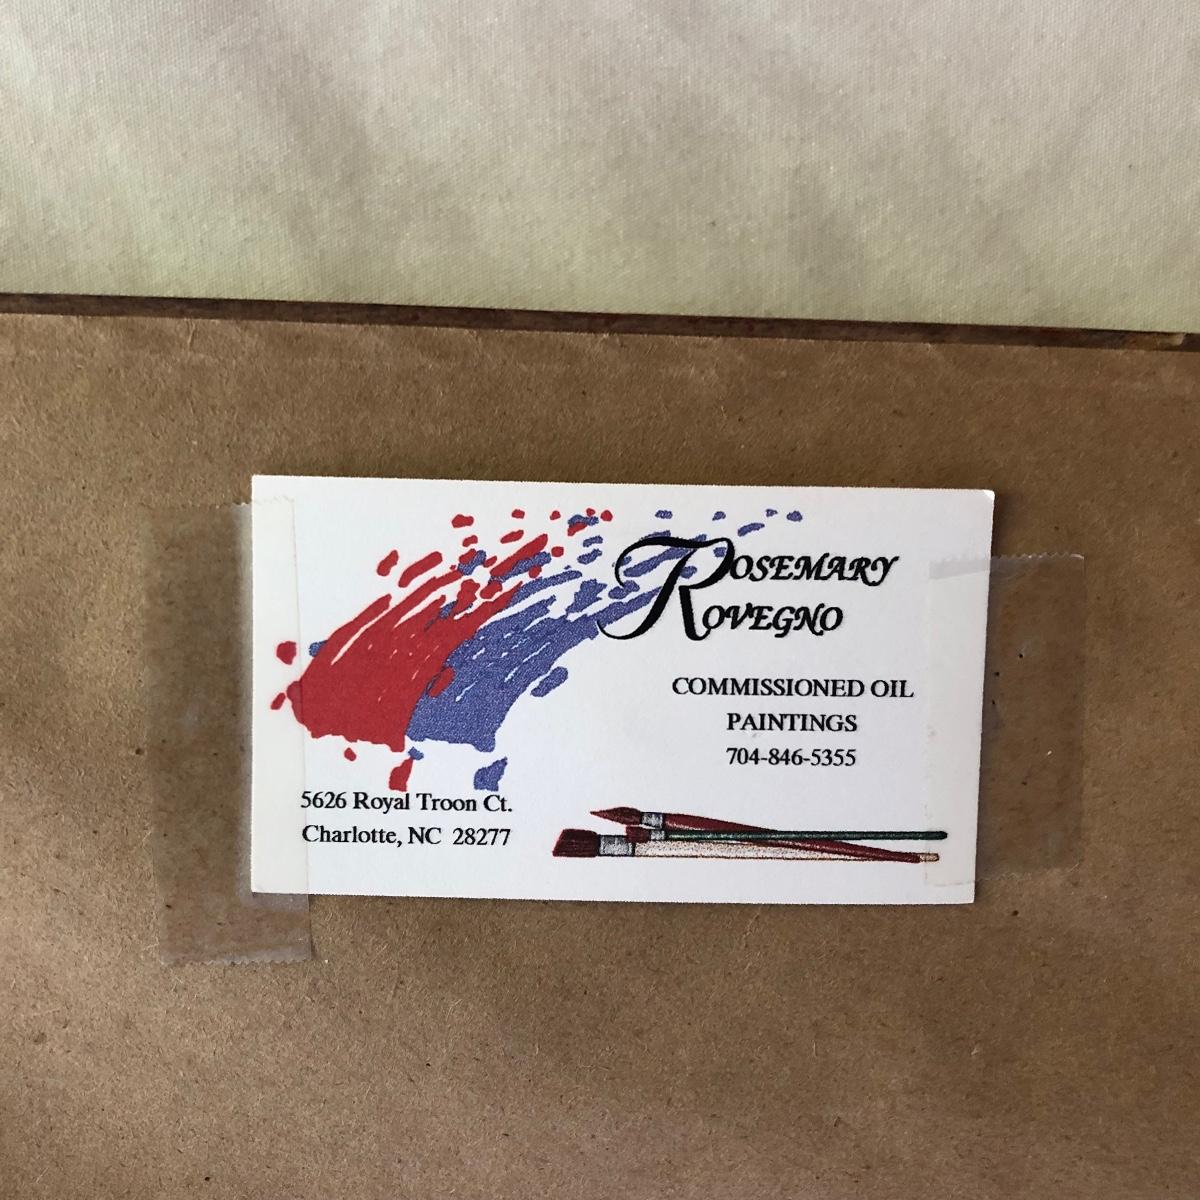 ROSEMARY
ROVEGNO
COMMISSIONED OIL
PAINTINGS
704-846-5355
5626 Royal Troon Ct.
Charlotte, NC 28277